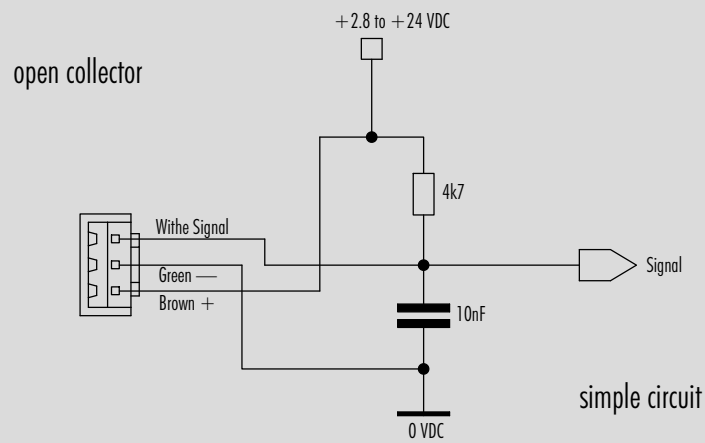 +2.8 to +24 VDC
open collector
4k7
Withe Signal
Signal
Green —
Brown +
10nF
simple circuit
0 VDC